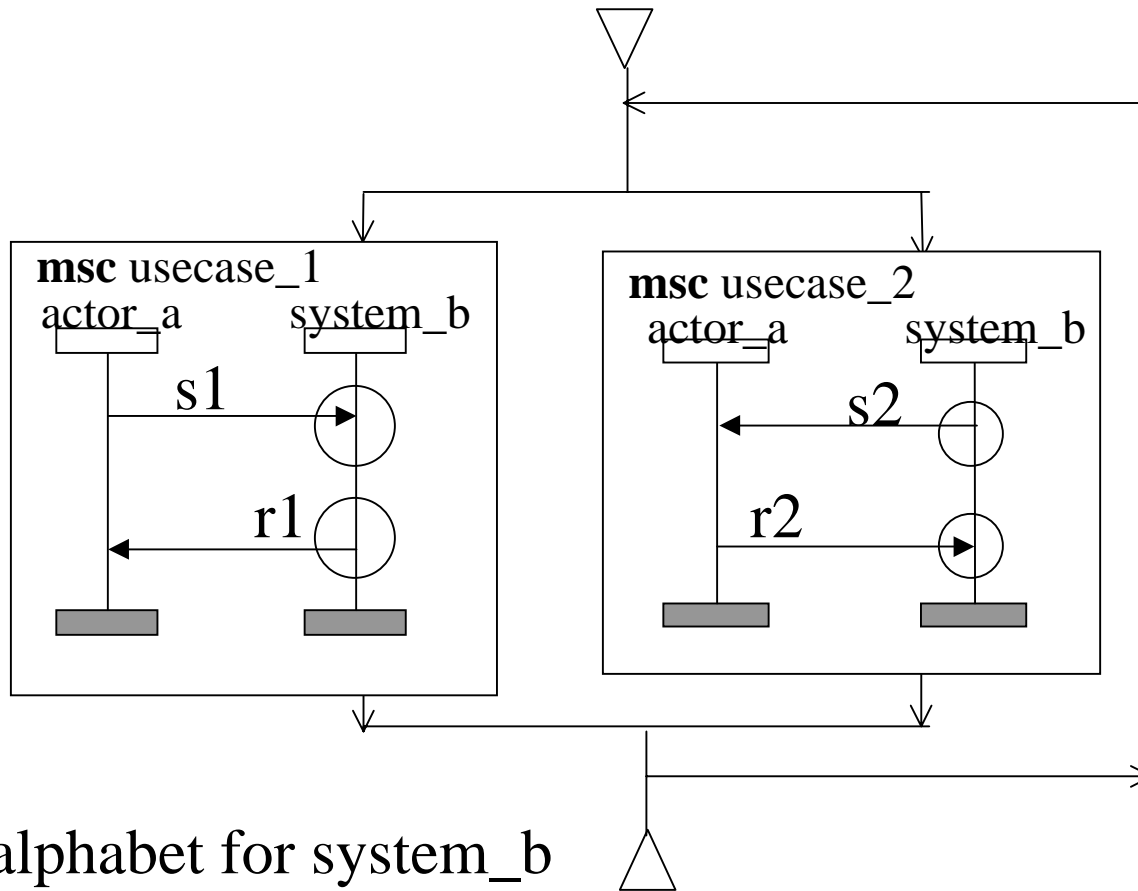 msc usecase_1
actor_a system_b
s1
r1
msc usecase_2
actor_a system_b
s2
r2
alphabet for system_b